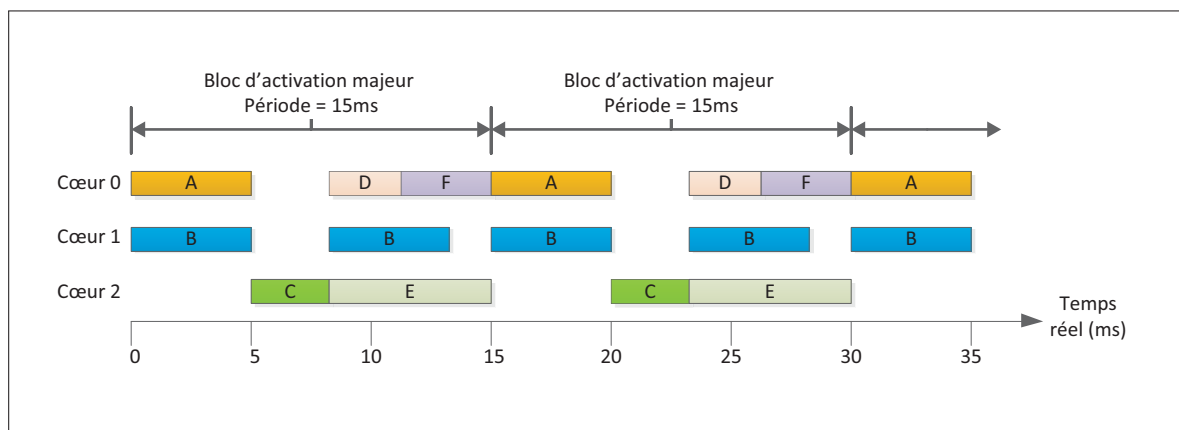 Bloc d’activation majeur
Période = 15ms
Bloc d’activation majeur
Période = 15ms
Cœur 0 A D F A D F A
Cœur 1 B B B B B
Cœur 2 C E C E
Temps
réel (ms)
0 5 10 15 20 25 30 35